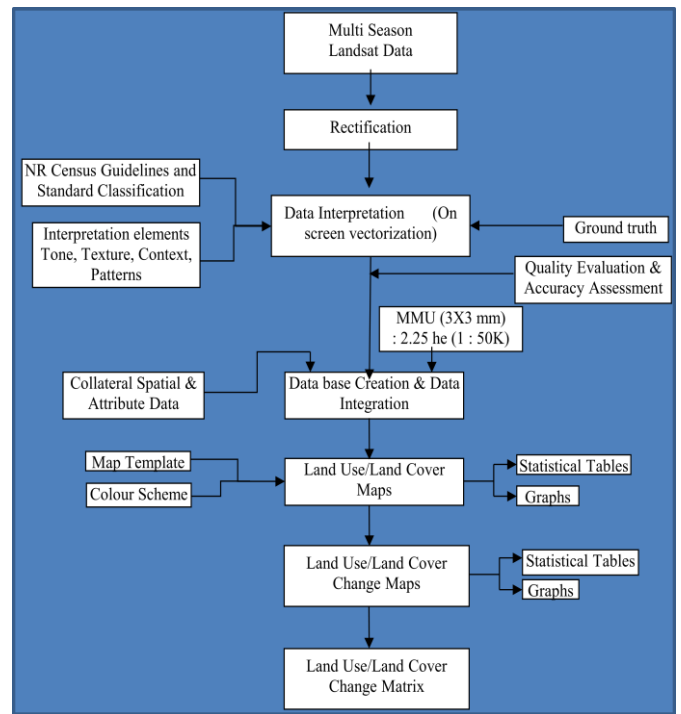 Multi Season
Landsat Data
Rectification
NR Census Guidelines and
Standard Classification
Data Interpretation (On
screen vectorization)
Interpretation elements
Tone, Texture, Context,
Patterns
Ground truth
Quality Evaluation &
Accuracy Assessment
MMU (3X3 mm)
: 2.25 he (1 : 50K)
Collateral Spatial &
Attribute Data
Data base Creation & Data
Integration
Map Template
Colour Scheme
Land Use/Land Cover
Maps
Statistical Tables
Graphs
Land Use/Land Cover
Change Maps
Statistical Tables
Graphs
Land Use/Land Cover
Change Matrix